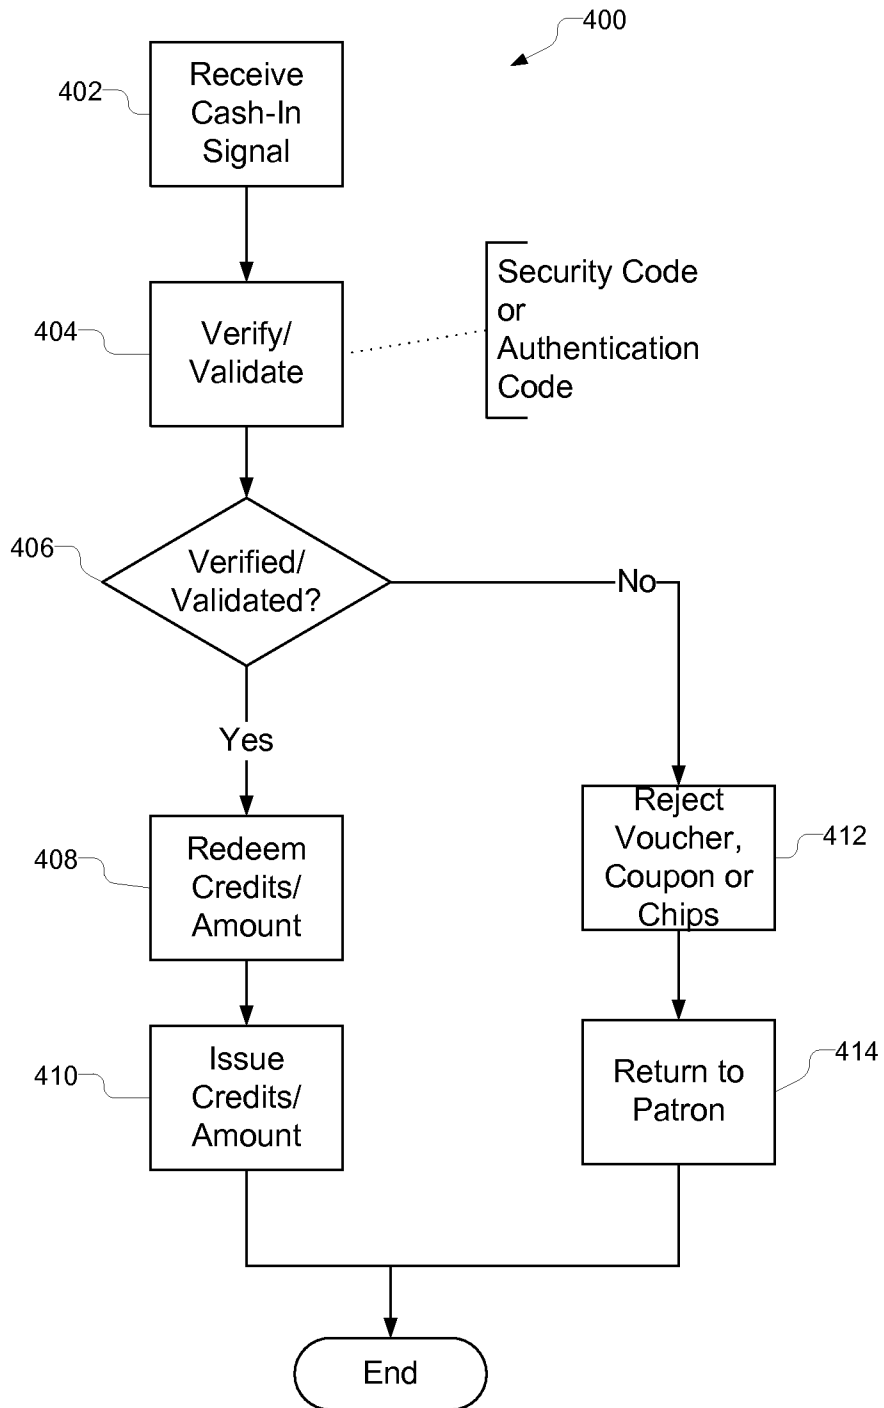 400
402
Receive
Cash-In
Signal
404
Verify/
Validate
Security Code
or
Authentication
Code
406
Verified/
Validated?
No
Yes
408
Redeem
Credits/
Amount
Reject
Voucher,
Coupon or
Chips
412
410
Issue
Credits/
Amount
Return to
Patron
414
End